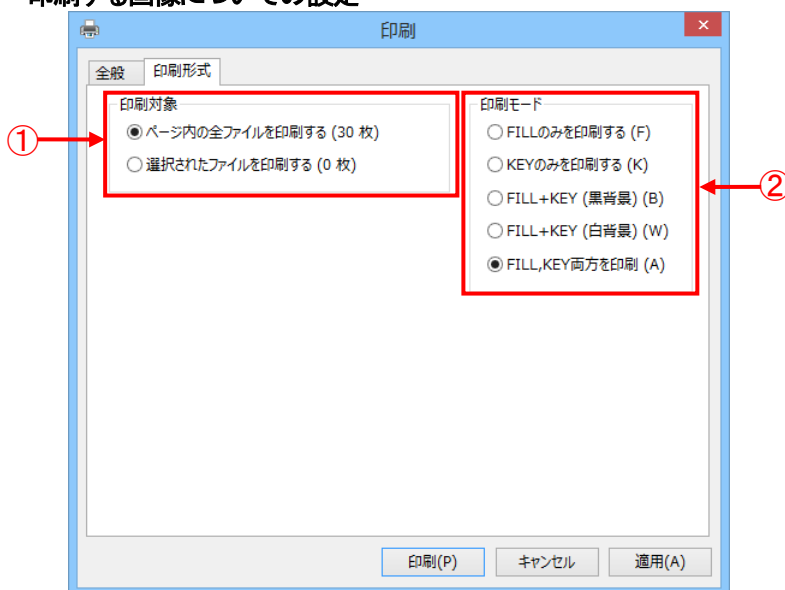 印刷する画像についての設定
印刷
全般 印刷形式
① 印刷対象
ページ内の全ファイルを印刷する (30 枚)
選択されたファイルを印刷する (0 枚)
印刷モード
FILLのみを印刷する (F)
KEYのみを印刷する (K)
FILL+KEY (黒背景) (B)
FILL+KEY (白背景) (W)
FILL,KEY両方を印刷 (A)
②
印刷(P) キャンセル 適用(A)